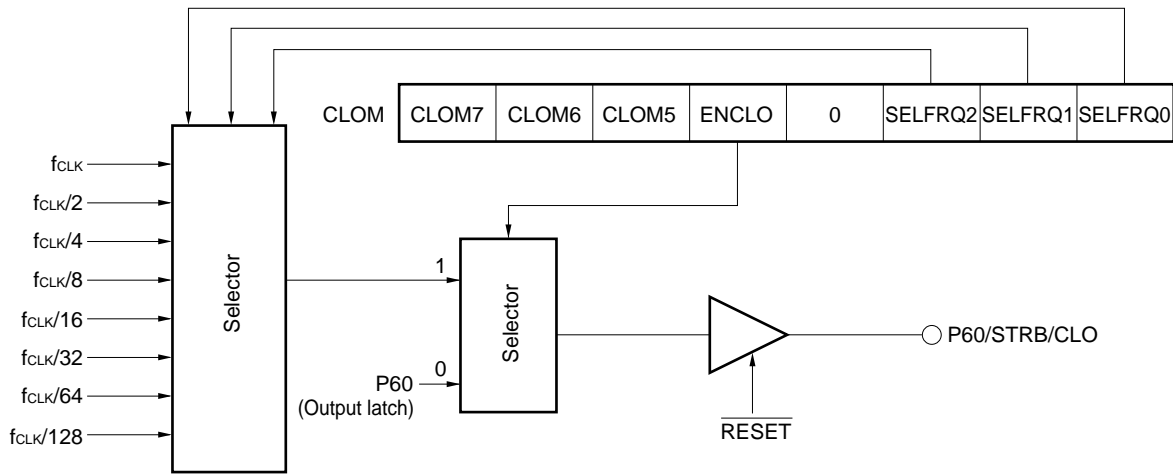 CLOM CLOM7 CLOM6 CLOM5 ENCLO 0 SELFRQ2 SELFRQ1 SELFRQ0
fCLK
fCLK/2
fCLK/4
fCLK/8
fCLK/16
fCLK/32
fCLK/64
fCLK/128
Selector
1
0
P60
(Output latch)
Selector
RESET
P60/STRB/CLO